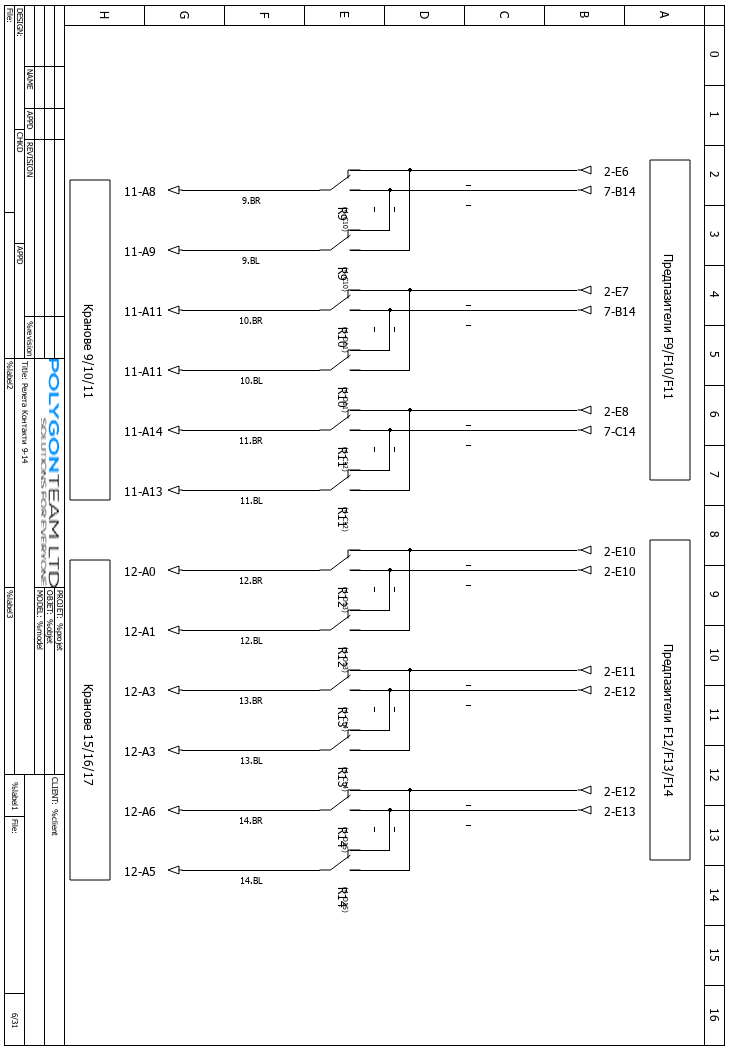 H G F E D C B A
0
1
2
3
4
5
6
7
8
9
10
11
12
13
14
15
16
Предпазители F9/F10/F11
Предпазители F12/F13/F14
2-E6
7-B14
2-E7
7-B14
2-E8
7-C14
2-E10
2-E10
2-E11
2-E12
2-E12
2-E13
R9
R9
R10
R10
R11
R11
R12
R12
R13
R13
R14
R14
9.BR
9.BL
10.BR
10.BL
11.BR
11.BL
12.BR
12.BL
13.BR
13.BL
14.BR
14.BL
11-A8
11-A9
11-A11
11-A11
11-A14
11-A13
12-A0
12-A1
12-A3
12-A3
12-A6
12-A5
Кранове 9/10/11
Кранове 15/16/17
NAME APPD REVISION %revision
DESIGN: CHKD APPD
File:
POLYGONTEAM LTD
SOLUTIONS FOR EVERYONE
PROJET: %projet
OBJET: %objet
MODEL: %model
CLIENT: %client
Title: Релета Контакти 9-14
%label2 %label3 %label1 File: 6/31